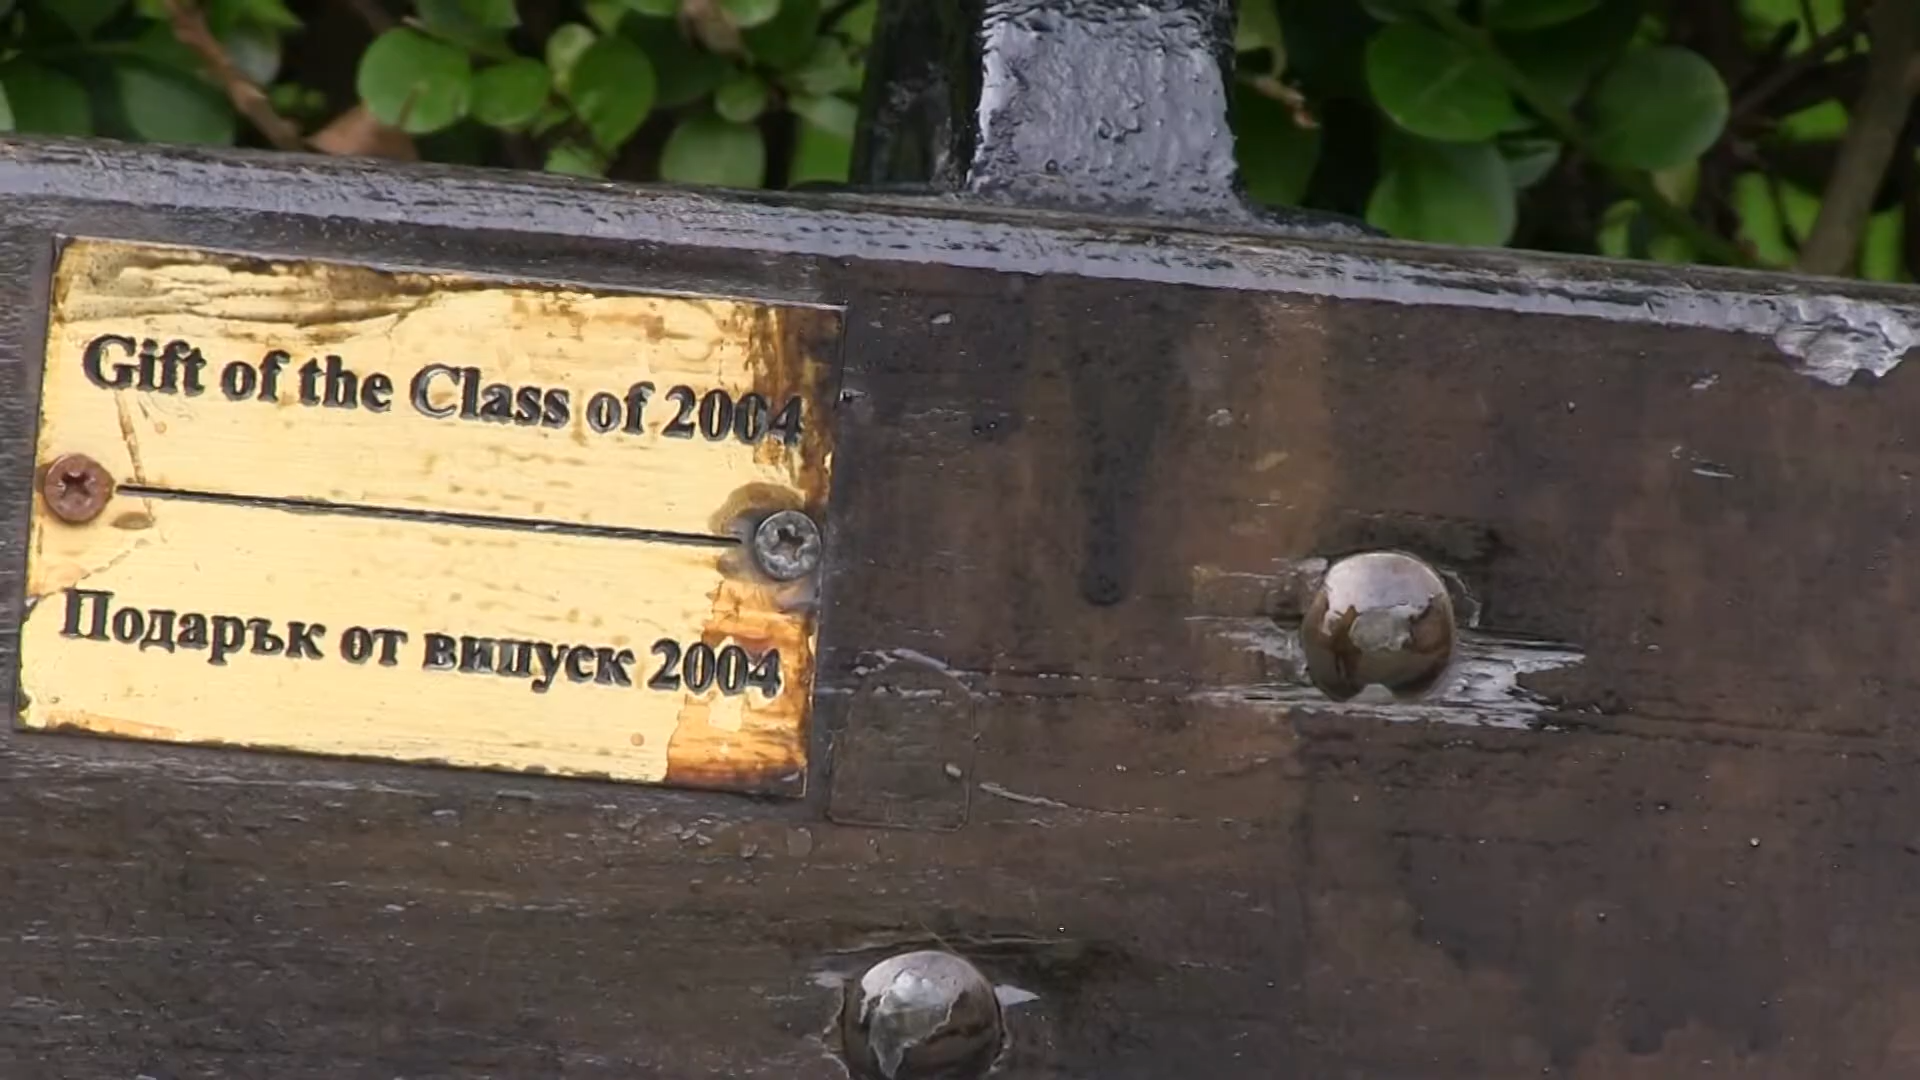 Gift of the Class of 2004
Подарък от випуск 2004